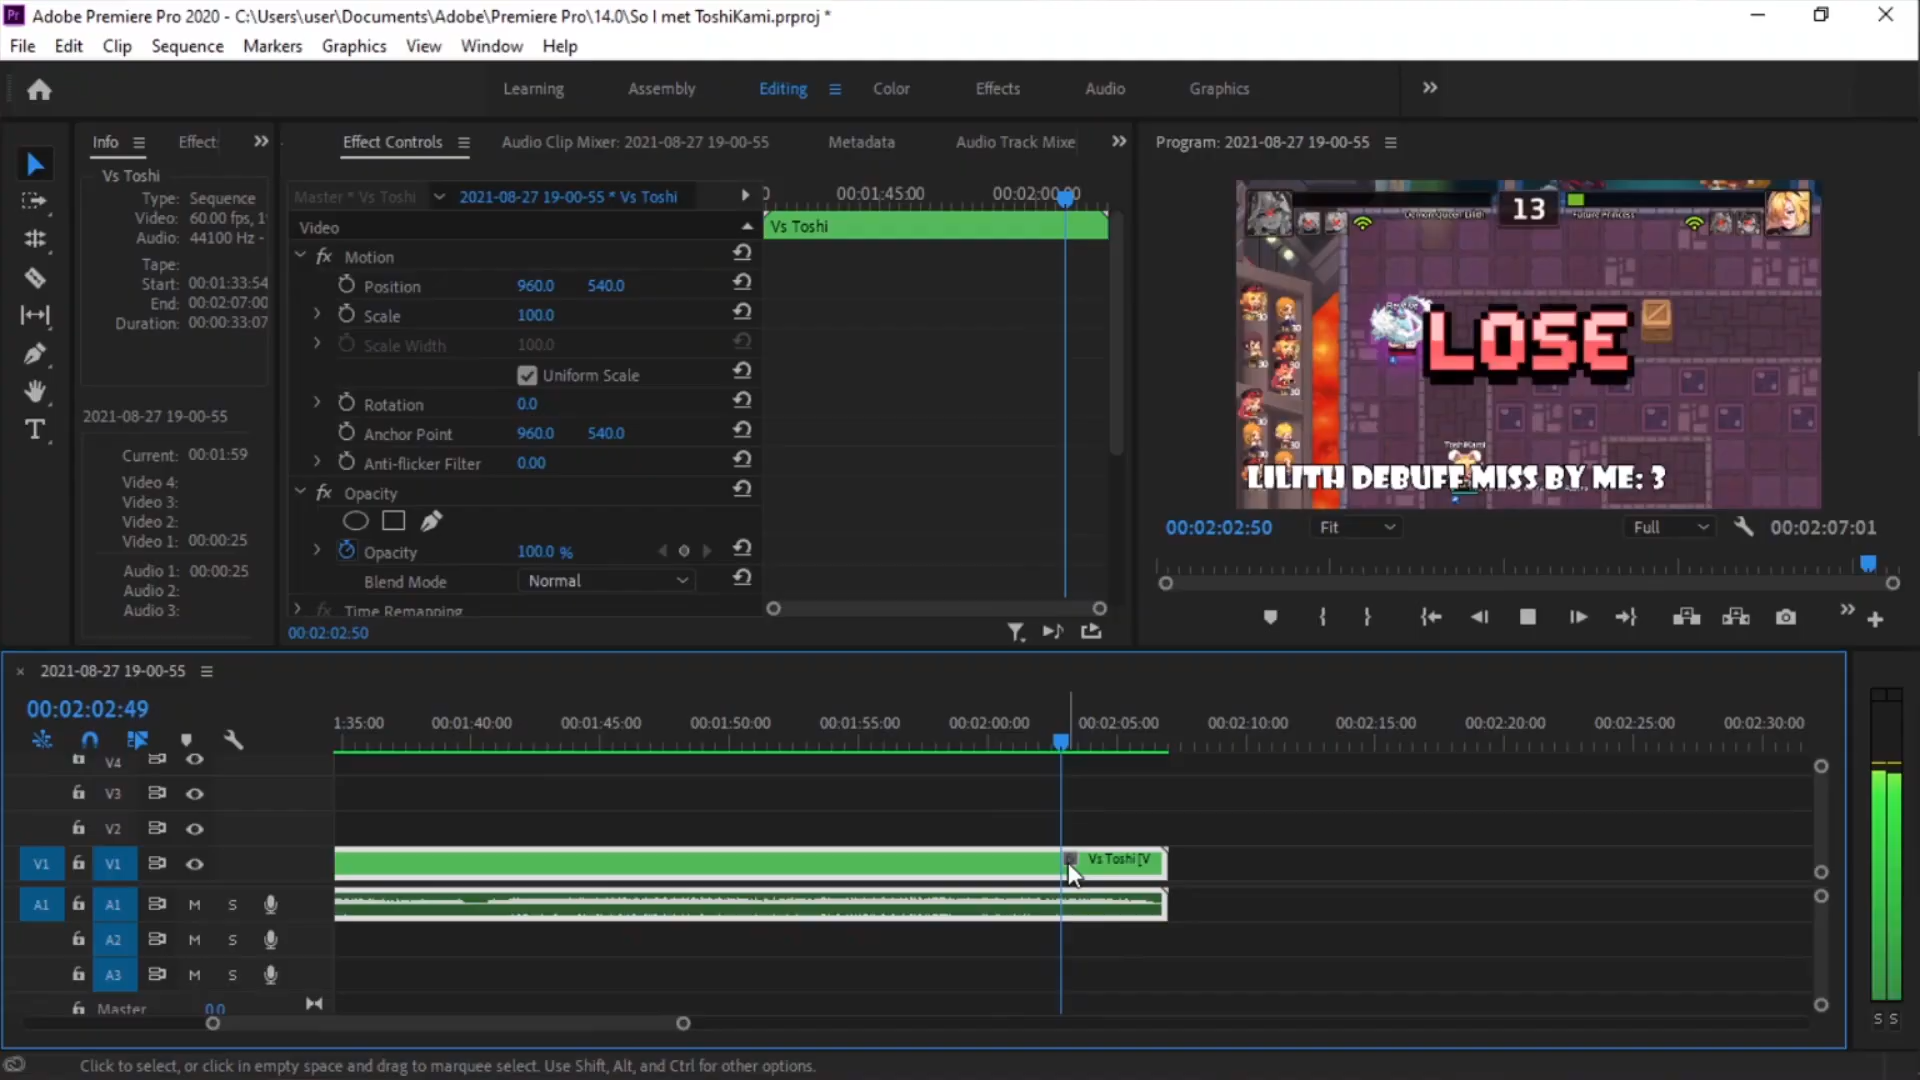 Adobe Premiere Pro 2020 - C:\Users\user\Documents\Adobe\Premiere Pro\14.0\So I met ToshiKami.prproj *
File Edit Clip Sequence Markers Graphics View Window Help
Learning Assembly Editing Color Effects Audio Graphics
Info Effect
Vs Toshi
Type: Sequence
Video: 60.00 fps, 1
Audio: 44100 Hz -
Tape:
Start: 00:01:33:54
End: 00:02:07:00
Duration: 00:00:33:07
2021-08-27 19-00-55
Current: 00:01:59
Video 4:
Video 3:
Video 2:
Video 1: 00:00:25
Audio 1: 00:00:25
Audio 2:
Audio 3:
Effect Controls Audio Clip Mixer: 2021-08-27 19-00-55 Metadata Audio Track Mixe
Master * Vs Toshi 2021-08-27 19-00-55 * Vs Toshi
00:01:45:00 00:02:00:00
Video Vs Toshi
fx Motion
Position 960.0 540.0
Scale 100.0
Scale Width 100.0
Uniform Scale
Rotation 0.0
Anchor Point 960.0 540.0
Anti-flicker Filter 0.00
fx Opacity
Opacity 100.0 %
Blend Mode Normal
fx Time Remapping
00:02:02:50
Program: 2021-08-27 19-00-55
Demon Queen Lilith 13 Future Princess
LOSE
ToshiKami
LILITH DEBUFF MISS BY ME: 3
00:02:02:50 Fit Full 00:02:07:01
2021-08-27 19-00-55
00:02:02:49
1:35:00 00:01:40:00 00:01:45:00 00:01:50:00 00:01:55:00 00:02:00:00 00:02:05:00 00:02:10:00 00:02:15:00 00:02:20:00 00:02:25:00 00:02:30:00
V4
V3
V2
V1 V1 Vs Toshi [V
A1 A1 M S
A2 M S
A3 M S
Master 0.0
S S
Click to select, or click in empty space and drag to marquee select. Use Shift, Alt, and Ctrl for other options.